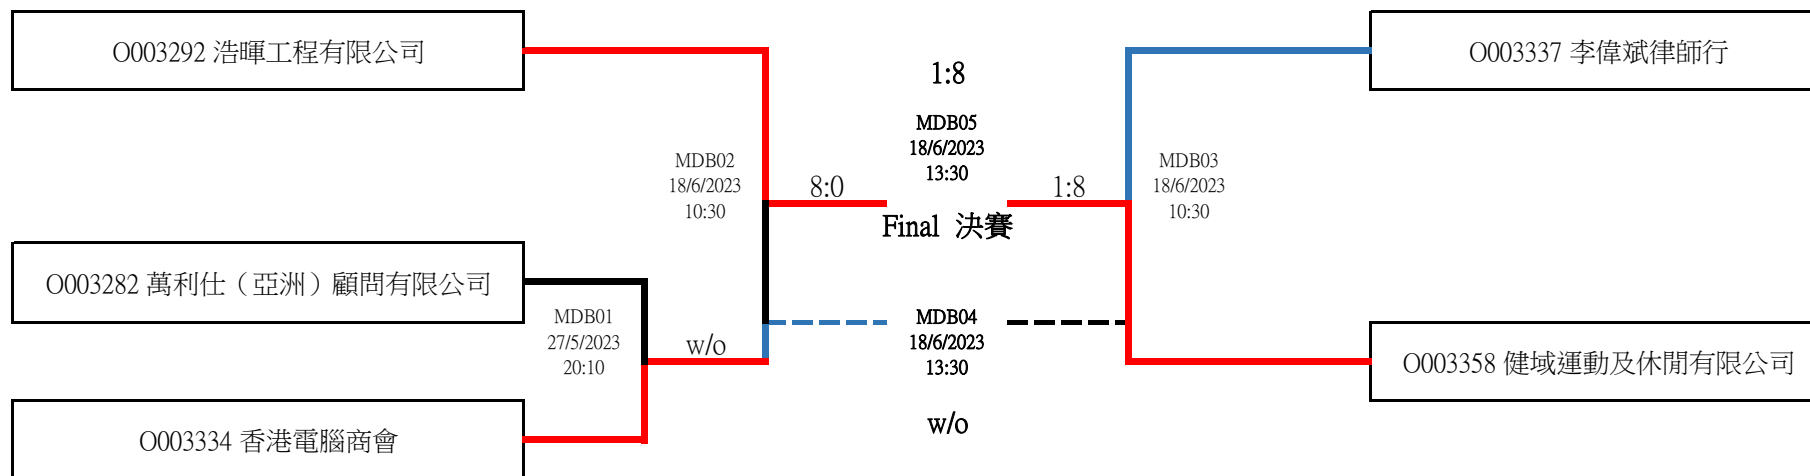 O003292 浩暉工程有限公司
O003337 李偉斌律師行
1:8
MDB05
18/6/2023
13:30
MDB02
18/6/2023
10:30
8:0
1:8
MDB03
18/6/2023
10:30
Final 決賽
O003282 萬利仕（亞洲）顧問有限公司
MDB01
27/5/2023
20:10
w/o
MDB04
18/6/2023
13:30
w/o
O003358 健域運動及休閒有限公司
O003334 香港電腦商會